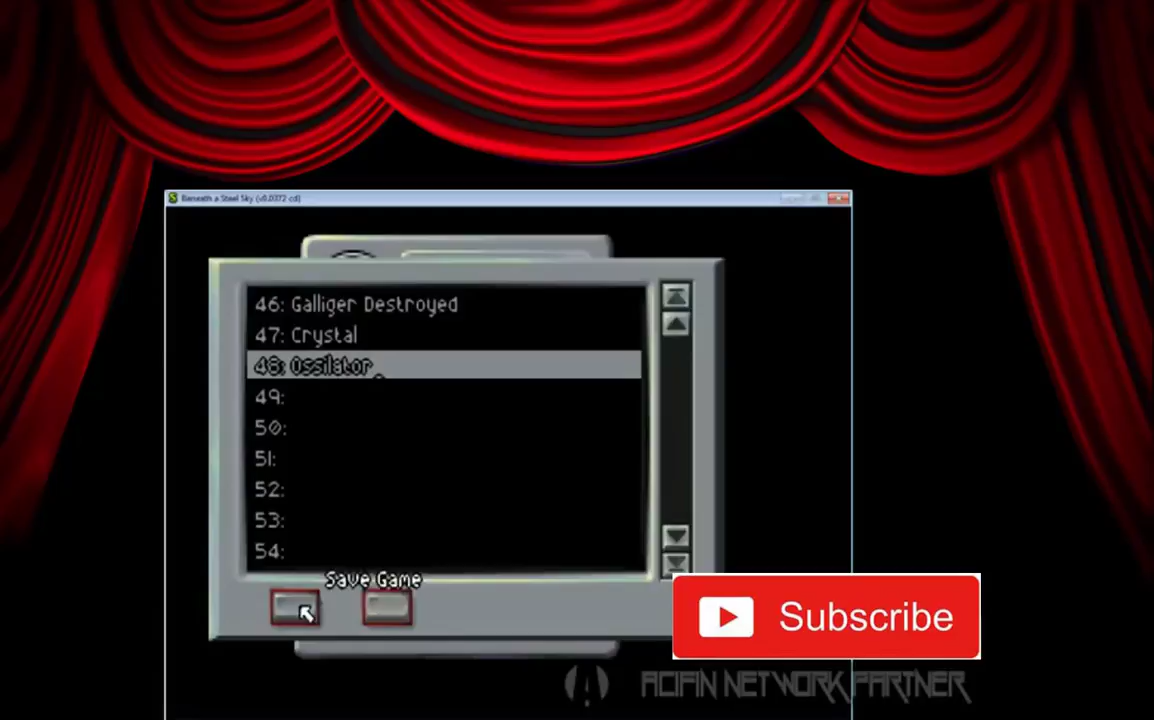 Beneath a Steel Sky (v0.0372 cd)
46: Galliger Destroyed
47: Crystal
48: Ossilator
49:
50:
51:
52:
53:
54:
Save Game
Subscribe
ACIFIN NETWORK PARTNER